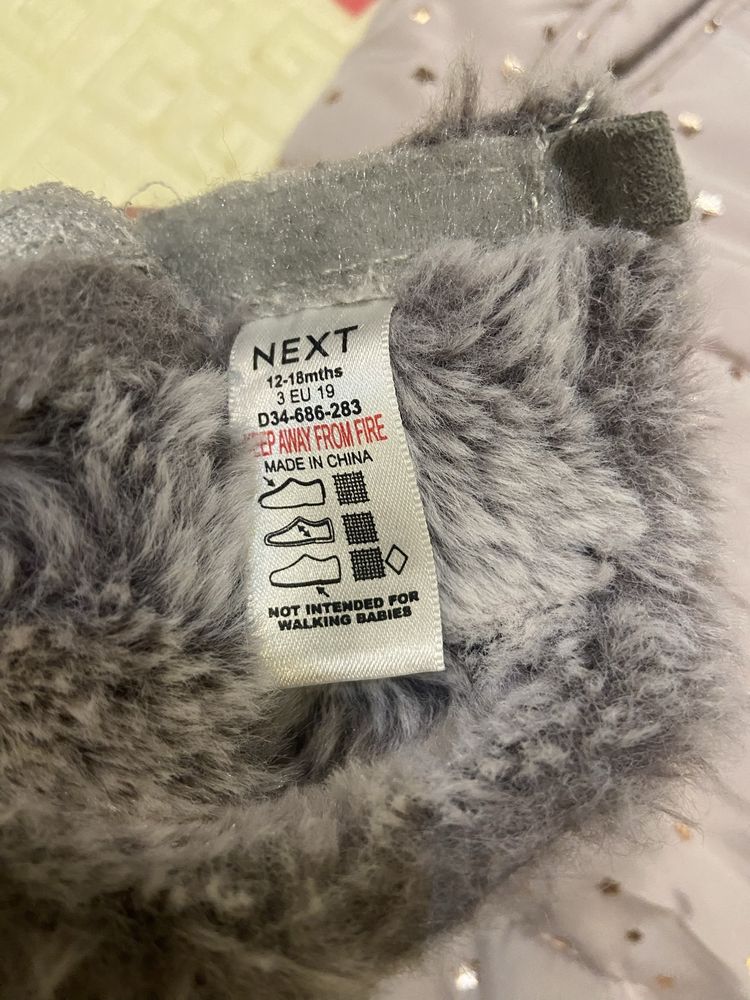 NEXT
12-18mths
3 EU 19
D34-686-283
KEEP AWAY FROM FIRE
MADE IN CHINA
NOT INTENDED FOR
WALKING BABIES